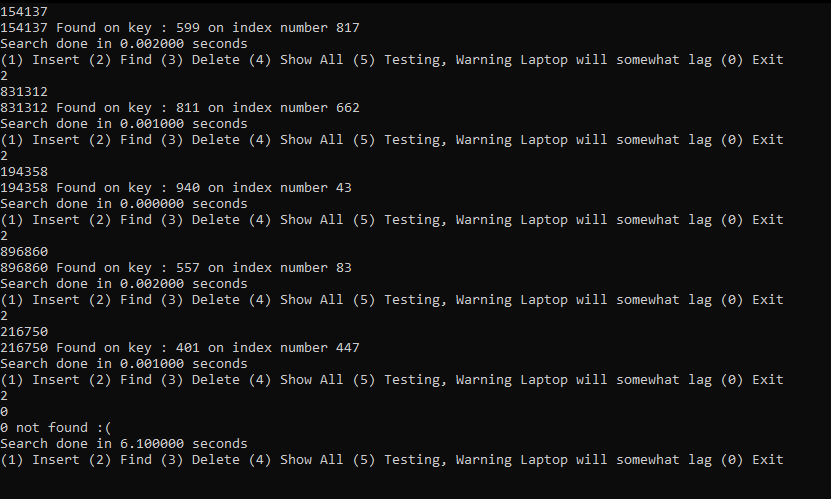 154137
154137 Found on key : 599 on index number 817
Search done in 0.002000 seconds
(1) Insert (2) Find (3) Delete (4) Show All (5) Testing, Warning Laptop will somewhat lag (0) Exit
2
831312
831312 Found on key : 811 on index number 662
Search done in 0.001000 seconds
(1) Insert (2) Find (3) Delete (4) Show All (5) Testing, Warning Laptop will somewhat lag (0) Exit
2
194358
194358 Found on key : 940 on index number 43
Search done in 0.000000 seconds
(1) Insert (2) Find (3) Delete (4) Show All (5) Testing, Warning Laptop will somewhat lag (0) Exit
2
896860
896860 Found on key : 557 on index number 83
Search done in 0.002000 seconds
(1) Insert (2) Find (3) Delete (4) Show All (5) Testing, Warning Laptop will somewhat lag (0) Exit
2
216750
216750 Found on key : 401 on index number 447
Search done in 0.001000 seconds
(1) Insert (2) Find (3) Delete (4) Show All (5) Testing, Warning Laptop will somewhat lag (0) Exit
2
0
0 not found :(
Search done in 6.100000 seconds
(1) Insert (2) Find (3) Delete (4) Show All (5) Testing, Warning Laptop will somewhat lag (0) Exit